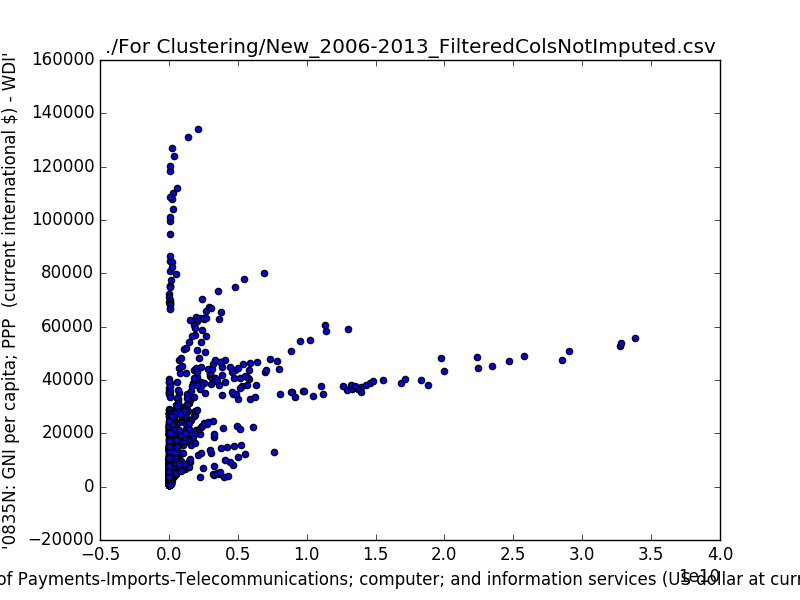 ./For Clustering/New_2006-2013_FilteredColsNotImputed.csv
'0835N: GNI per capita; PPP (current international $) - WDI'
160000
140000
120000
100000
80000
60000
40000
20000
0
−20000
−0.5 0.0 0.5 1.0 1.5 2.0 2.5 3.0 3.5 4.0
1e10
of Payments-Imports-Telecommunications; computer; and information services (US dollar at curr